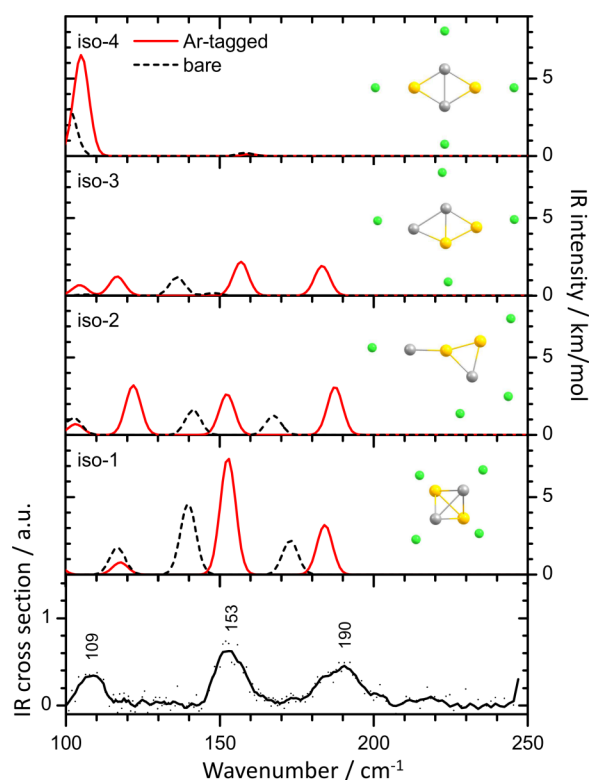 iso-4
Ar-tagged
bare
5
0
iso-3
5
0
iso-2
5
0
iso-1
5
0
IR intensity / km/mol
IR cross section / a.u.
1
0
109
153
190
100 150 200 250
Wavenumber / cm⁻¹